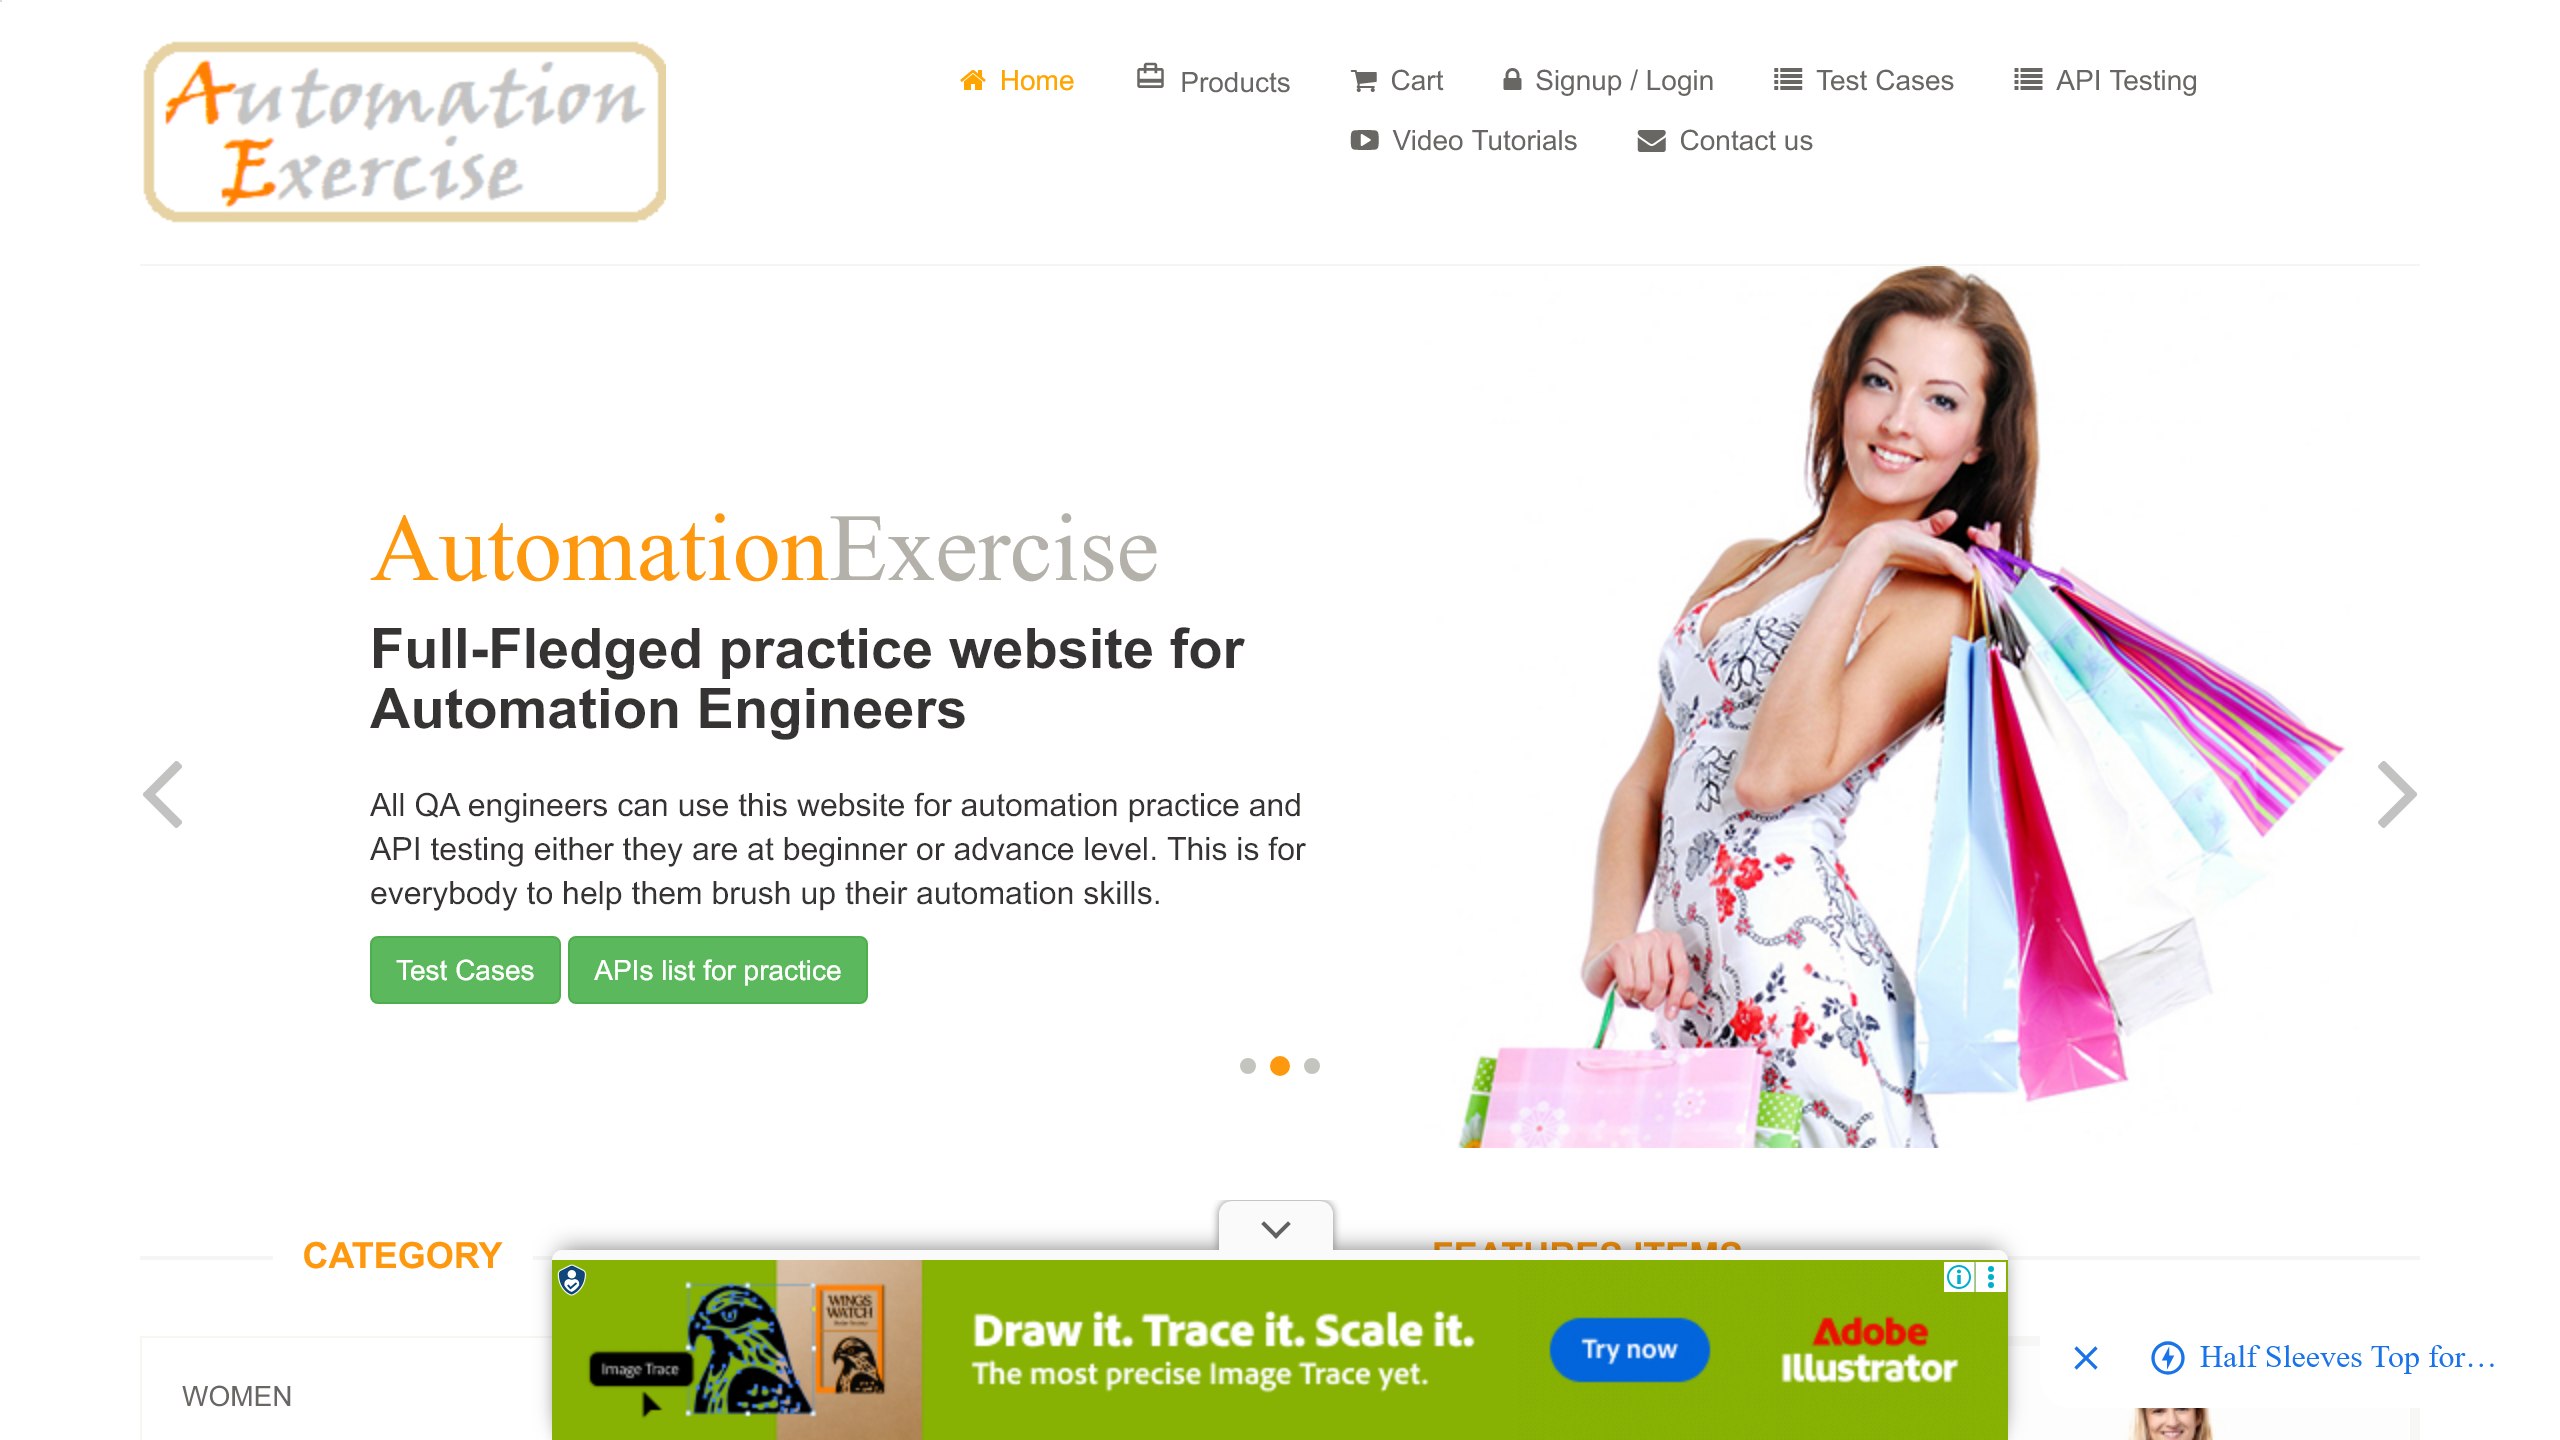 Automation
Exercise
Home
Products
Cart
Signup / Login
Test Cases
API Testing
Video Tutorials
Contact us
AutomationExercise
Full-Fledged practice website for
Automation Engineers
All QA engineers can use this website for automation practice and
API testing either they are at beginner or advance level. This is for
everybody to help them brush up their automation skills.
Test Cases
APIs list for practice
CATEGORY
FEATURES ITEMS
WOMEN
Image Trace
WINGS
WATCH
Draw it. Trace it. Scale it.
The most precise Image Trace yet.
Try now
Adobe
Illustrator
Half Sleeves Top for…